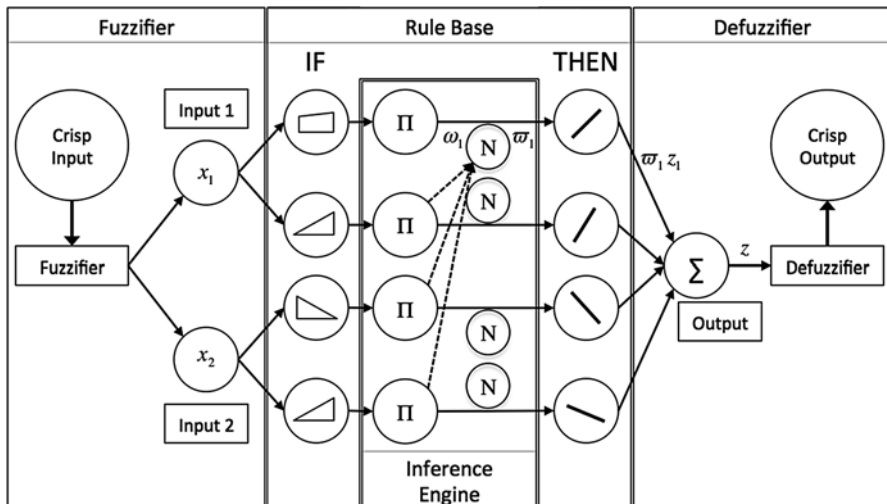 Fuzzifier
Rule Base
Defuzzifier
IF
THEN
Input 1
Crisp
Input
x₁
Fuzzifier
x₂
Input 2
Π
Π
Π
Π
ω₁
N
ϖ₁
N
N
N
Inference
Engine
ϖ₁ z₁
Σ
z
Output
Crisp
Output
Defuzzifier